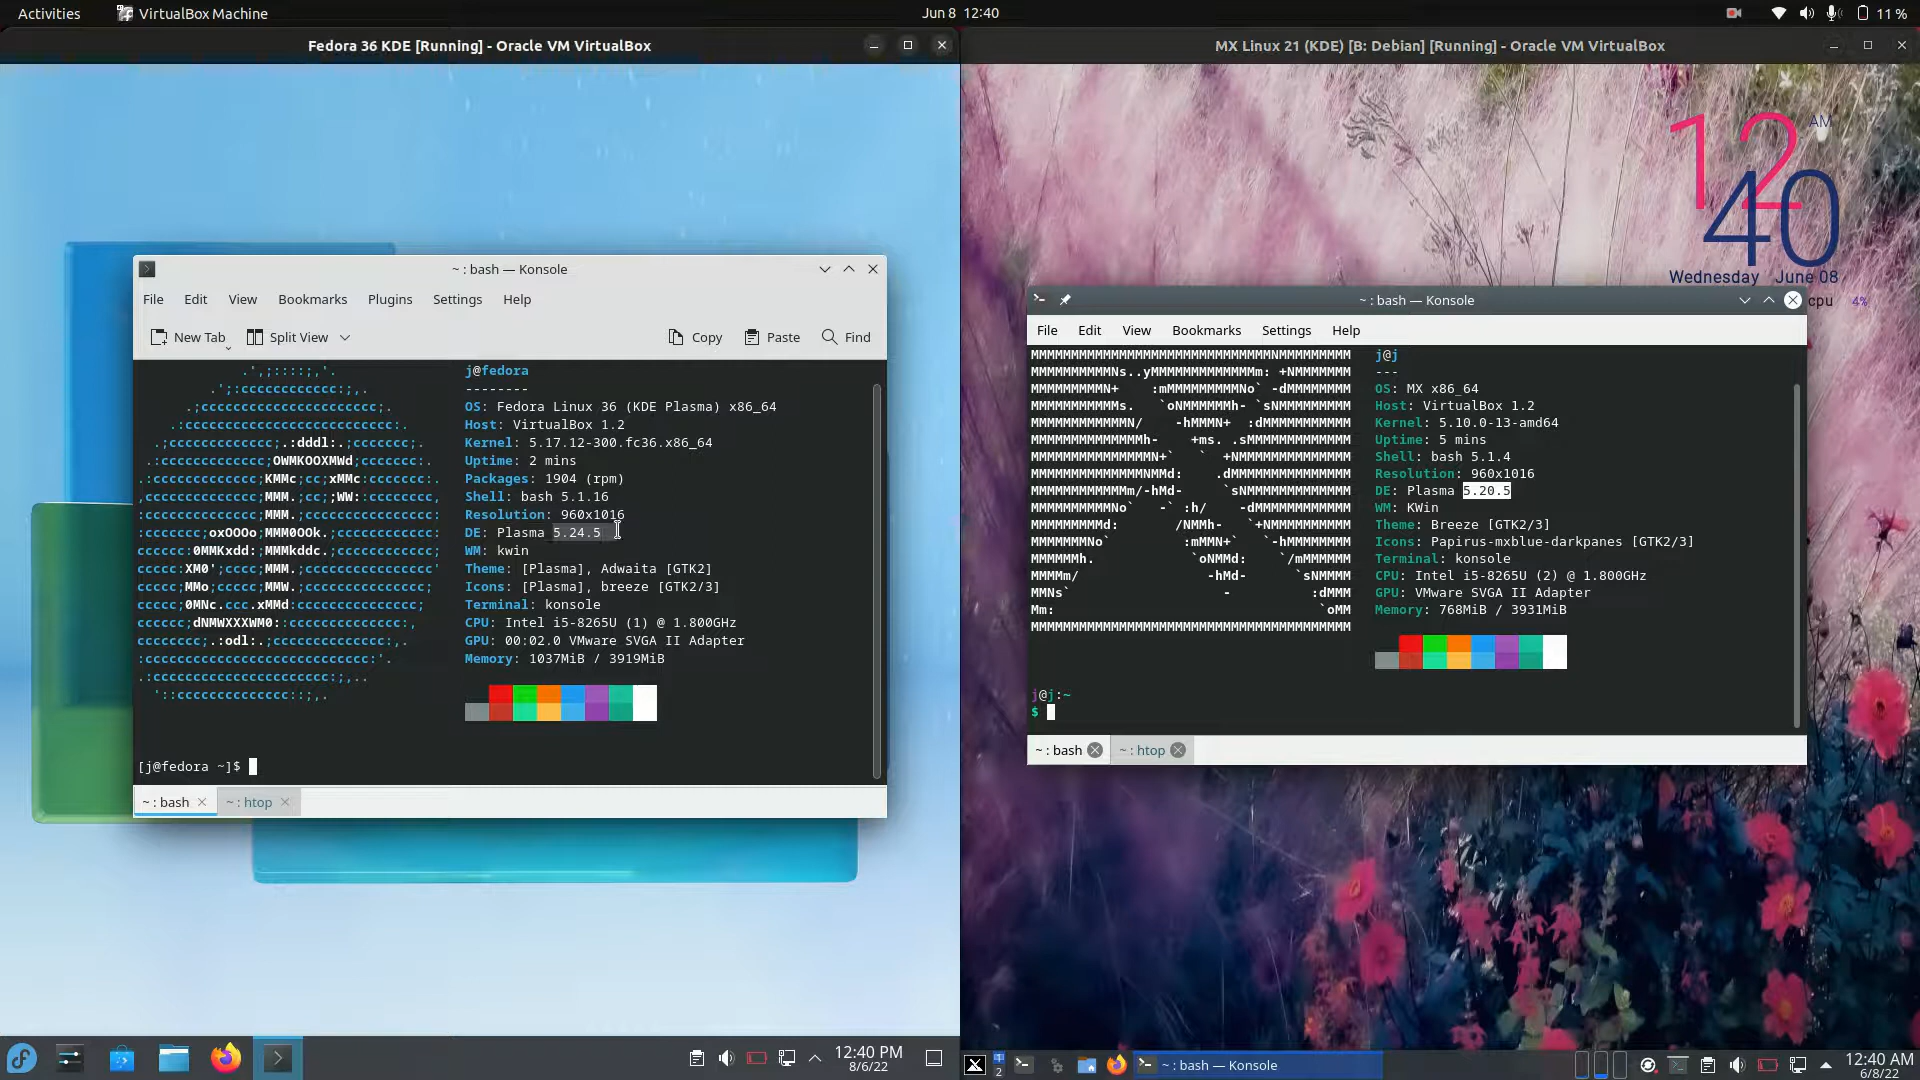 Activities
VirtualBox Machine
Jun 8 12:40
11 %
Fedora 36 KDE [Running] - Oracle VM VirtualBox
~ : bash — Konsole
File Edit View Bookmarks Plugins Settings Help
New Tab Split View Copy Paste Find
j@fedora
--------
OS: Fedora Linux 36 (KDE Plasma) x86_64
Host: VirtualBox 1.2
Kernel: 5.17.12-300.fc36.x86_64
Uptime: 2 mins
Packages: 1904 (rpm)
Shell: bash 5.1.16
Resolution: 960x1016
DE: Plasma 5.24.5
WM: kwin
Theme: [Plasma], Adwaita [GTK2]
Icons: [Plasma], breeze [GTK2/3]
Terminal: konsole
CPU: Intel i5-8265U (1) @ 1.800GHz
GPU: 00:02.0 VMware SVGA II Adapter
Memory: 1037MiB / 3919MiB
[j@fedora ~]$
~ : bash ~ : htop
12:40 PM
8/6/22
MX Linux 21 (KDE) [B: Debian] [Running] - Oracle VM VirtualBox
12 AM
40
Wednesday June 08
cpu 4%
~ : bash — Konsole
File Edit View Bookmarks Settings Help
j@j
---
OS: MX x86_64
Host: VirtualBox 1.2
Kernel: 5.10.0-13-amd64
Uptime: 5 mins
Shell: bash 5.1.4
Resolution: 960x1016
DE: Plasma 5.20.5
WM: KWin
Theme: Breeze [GTK2/3]
Icons: Papirus-mxblue-darkpanes [GTK2/3]
Terminal: konsole
CPU: Intel i5-8265U (2) @ 1.800GHz
GPU: VMware SVGA II Adapter
Memory: 768MiB / 3931MiB
j@j:~
$
~ : bash ~ : htop
2
~ : bash — Konsole
12:40 AM
6/8/22